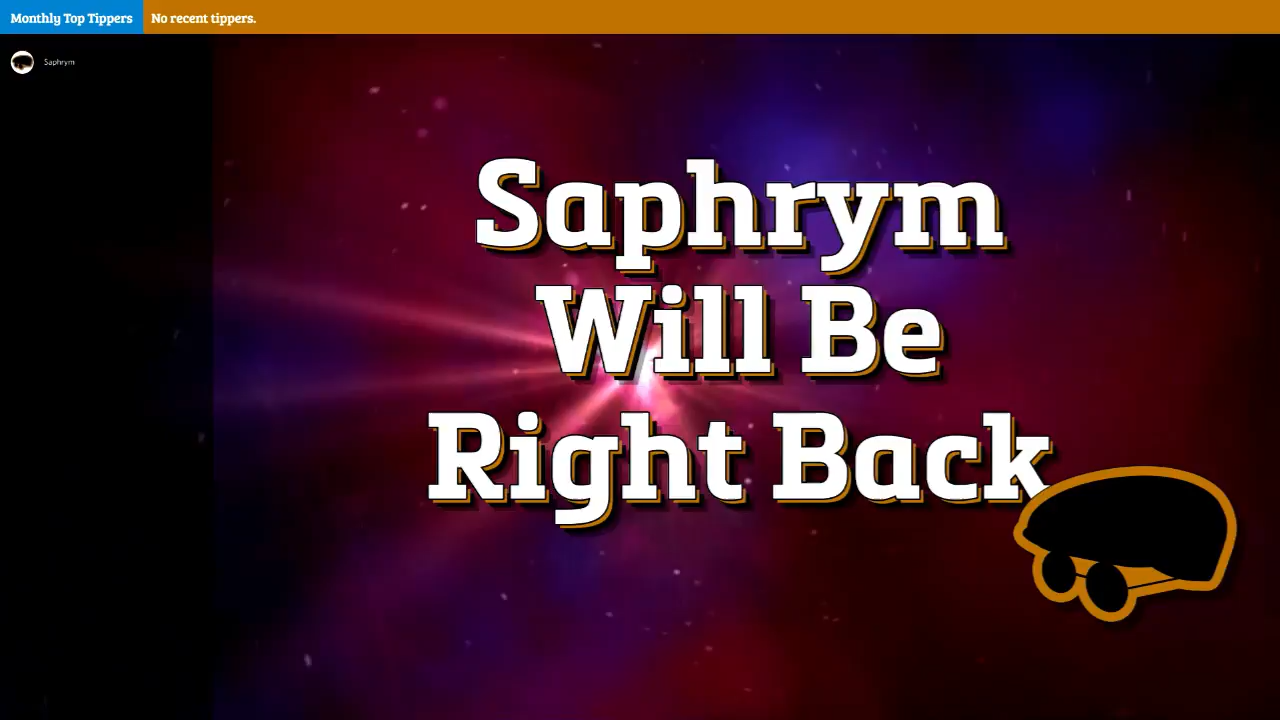 Monthly Top Tippers No recent tippers.
Saphrym
Saphrym
Will Be
Right Back